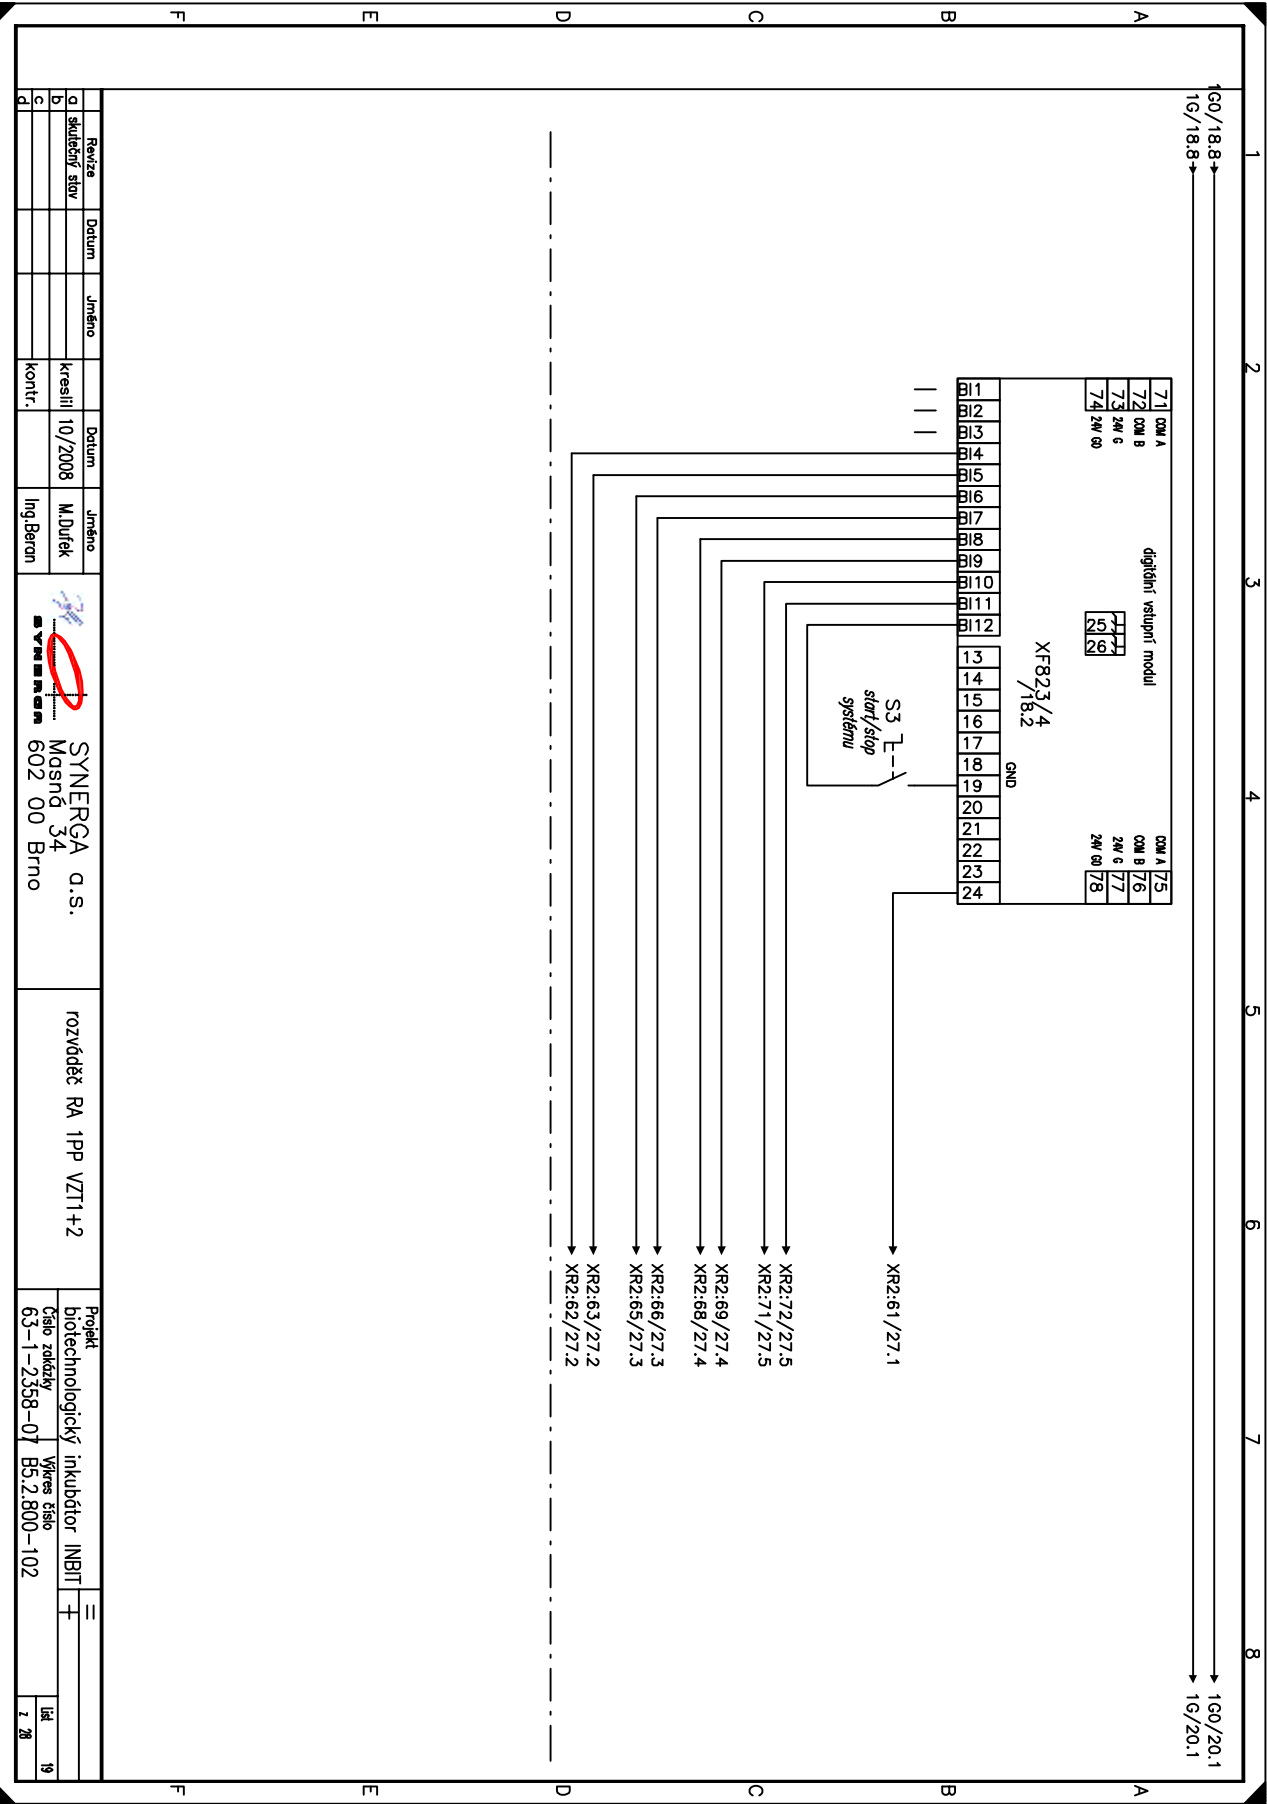 1 2 3 4 5 6 7 8
1G0/18.8 1G0/20.1
1G/18.8 1G/20.1
A A
B B
C C
D D
E E
F F
71 COM A
72 COM B
73 24V G
74 24V G0
digitální vstupní modul
25 26
XF823/4
/18.2
COM A 75
COM B 76
24V G 77
24V G0 78
GND
BI1 BI2 BI3 BI4 BI5 BI6 BI7 BI8 BI9 BI10 BI11 BI12 13 14 15 16 17 18 19 20 21 22 23 24
S3
start/stop
systému
XR2:61/27.1
XR2:72/27.5
XR2:71/27.5
XR2:69/27.4
XR2:68/27.4
XR2:66/27.3
XR2:65/27.3
XR2:63/27.2
XR2:62/27.2
Revize Datum Jméno Datum Jméno
a skutečný stav
b kreslil 10/2008 M.Dufek
c
d kontr. Ing.Beran
SYNERGA
SYNERGA a.s.
Masná 34
602 00 Brno
rozváděč RA 1PP VZT1+2
Projekt
biotechnologický inkubátor INBIT
Číslo zakázky
63-1-2358-07
Výkres číslo
B5.2.800-102
=
+
List 19
z 28